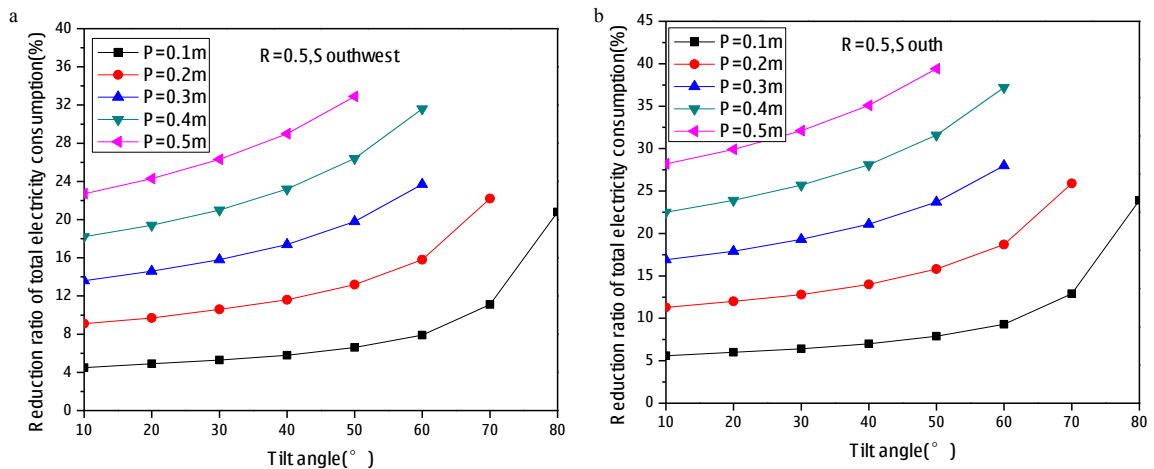 a
Reduction ratio of total electricity consumption(%)
40
36
32
28
24
20
16
12
8
4
0
P=0.1m
P=0.2m
P=0.3m
P=0.4m
P=0.5m
R=0.5,S outhwest
10 20 30 40 50 60 70 80
Tilt angle(° )
b
Reduction ratio of total electricity consumption(%)
45
40
35
30
25
20
15
10
5
0
P=0.1m
P=0.2m
P=0.3m
P=0.4m
P=0.5m
R=0.5,S outh
10 20 30 40 50 60 70 80
Tilt angle(° )